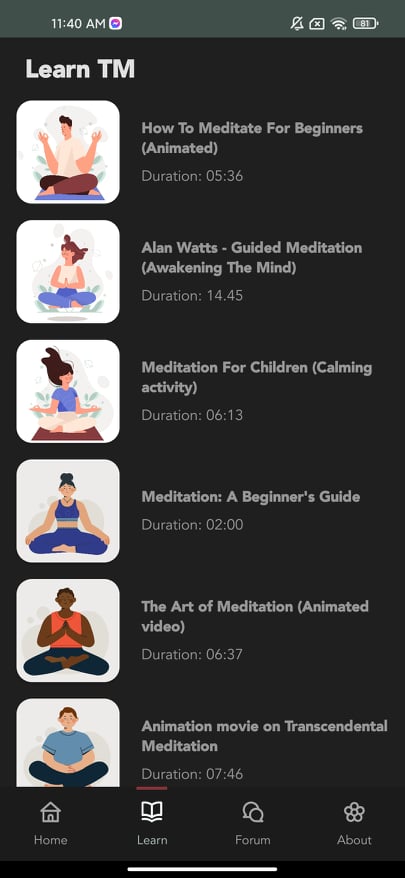 11:40 AM
81
Learn TM
How To Meditate For Beginners
(Animated)
Duration: 05:36
Alan Watts - Guided Meditation
(Awakening The Mind)
Duration: 14.45
Meditation For Children (Calming
activity)
Duration: 06:13
Meditation: A Beginner's Guide
Duration: 02:00
The Art of Meditation (Animated
video)
Duration: 06:37
Animation movie on Transcendental
Meditation
Duration: 07:46
Home
Learn
Forum
About